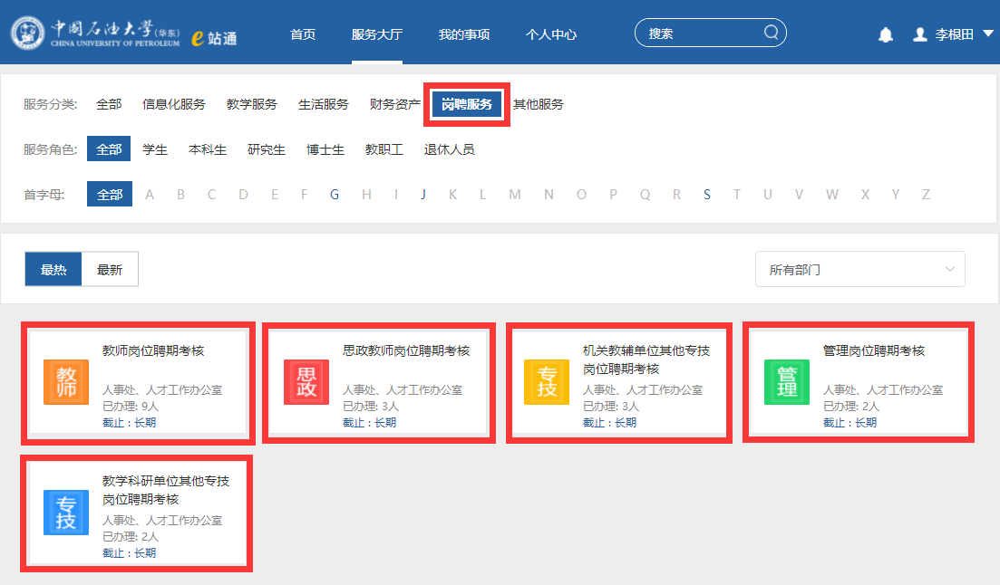 中国石油大学(华东)
CHINA UNIVERSITY OF PETROLEUM
e站通
首页
服务大厅
我的事项
个人中心
搜索
李根田
服务分类: 全部 信息化服务 教学服务 生活服务 财务资产 岗聘服务 其他服务
服务角色: 全部 学生 本科生 研究生 博士生 教职工 退休人员
首字母: 全部 A B C D E F G H I J K L M N O P Q R S T U V W X Y Z
最热 最新
所有部门
教师
教师岗位聘期考核
人事处、人才工作办公室
已办理: 9人
截止 : 长期
思政
思政教师岗位聘期考核
人事处、人才工作办公室
已办理: 3人
截止 : 长期
专技
机关教辅单位其他专技
岗位聘期考核
人事处、人才工作办公室
已办理: 3人
截止 : 长期
管理
管理岗位聘期考核
人事处、人才工作办公室
已办理: 2人
截止 : 长期
专技
教学科研单位其他专技
岗位聘期考核
人事处、人才工作办公室
已办理: 2人
截止 : 长期